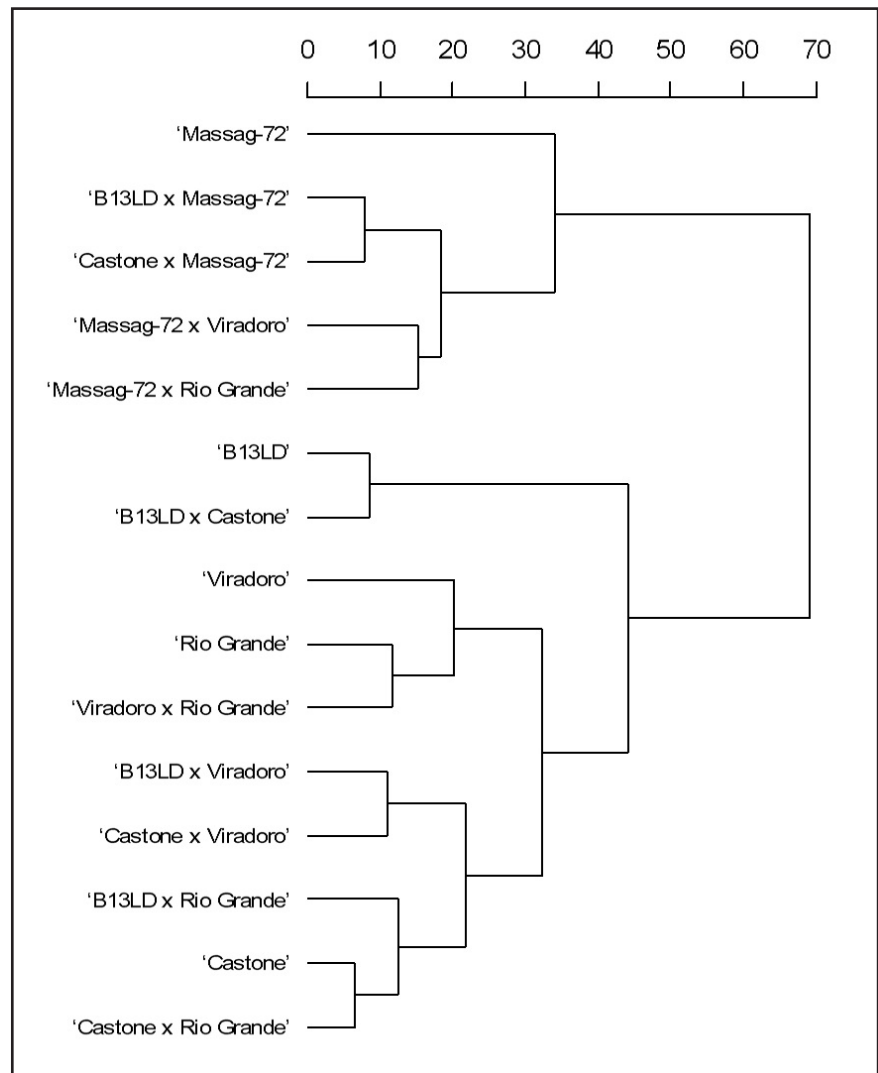 0 10 20 30 40 50 60 70
‘Massag-72’
‘B13LD x Massag-72’
‘Castone x Massag-72’
‘Massag-72 x Viradoro’
‘Massag-72 x Rio Grande’
‘B13LD’
‘B13LD x Castone’
‘Viradoro’
‘Rio Grande’
‘Viradoro x Rio Grande’
‘B13LD x Viradoro’
‘Castone x Viradoro’
‘B13LD x Rio Grande’
‘Castone’
‘Castone x Rio Grande’